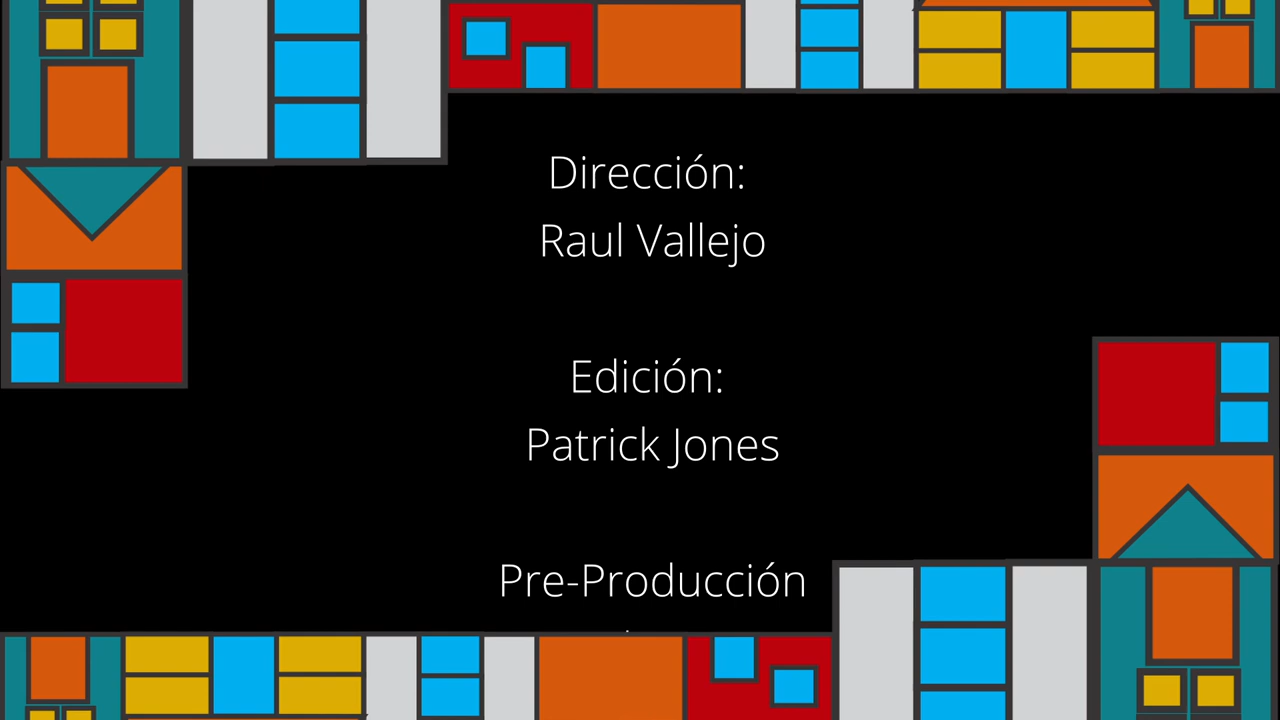 Dirección:
Raul Vallejo
Edición:
Patrick Jones
Pre-Producción